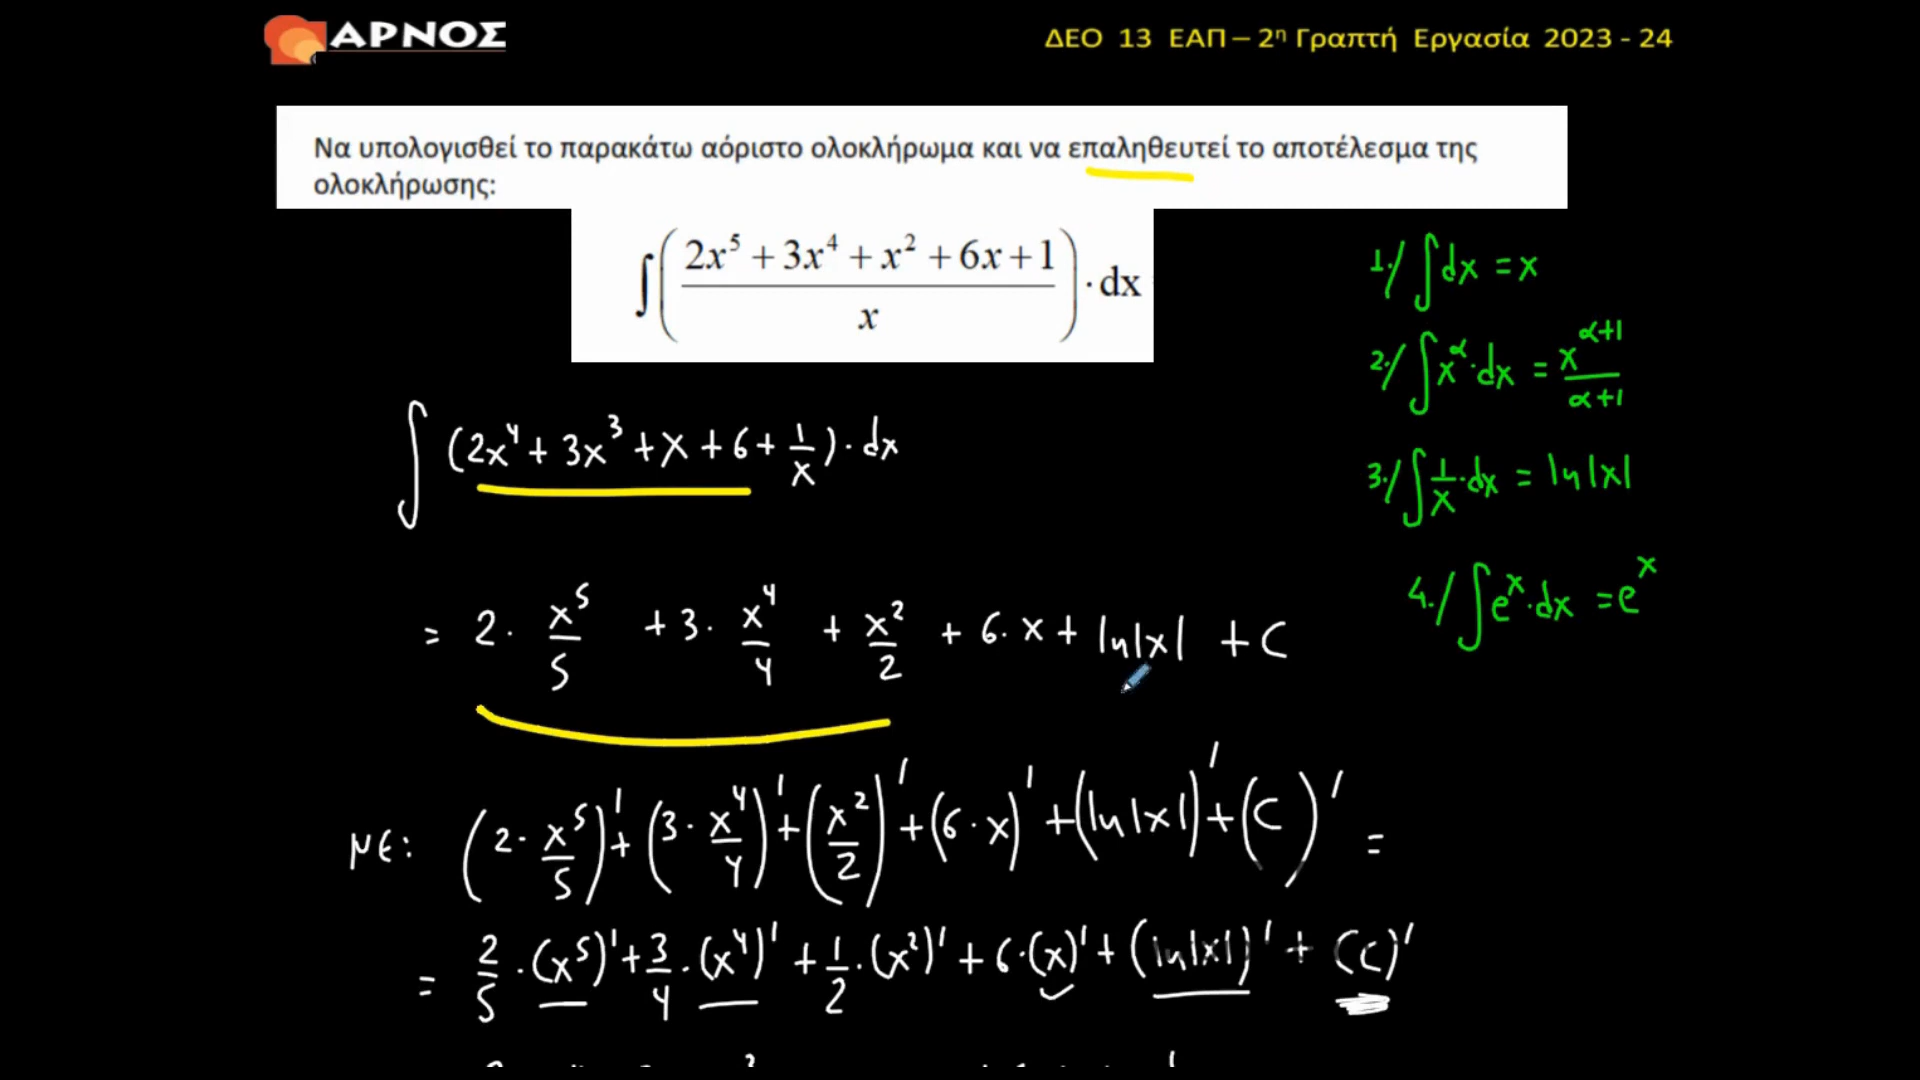 ΑΡΝΟΣ
ΔΕΟ 13 ΕΑΠ – 2η Γραπτή Εργασία 2023 - 24
Να υπολογισθεί το παρακάτω αόριστο ολοκλήρωμα και να επαληθευτεί το αποτέλεσμα της
ολοκλήρωσης:
∫((2x⁵ + 3x⁴ + x² + 6x + 1)/x) · dx
1./ ∫dx = x
2./ ∫x^α · dx = x^(α+1)/(α+1)
3./ ∫1/x · dx = ln|x|
4./ ∫e^x · dx = e^x
∫(2x⁴ + 3x³ + x + 6 + 1/x) · dx
= 2 · x⁵/5 + 3 · x⁴/4 + x²/2 + 6 · x + ln|x| + c
με: (2 · x⁵/5)' + (3 · x⁴/4)' + (x²/2)' + (6 · x)' + (ln|x|)' + (c)' =
= 2/5 · (x⁵)' + 3/4 · (x⁴)' + 1/2 · (x²)' + 6 · (x)' + (ln|x|)' + (c)'